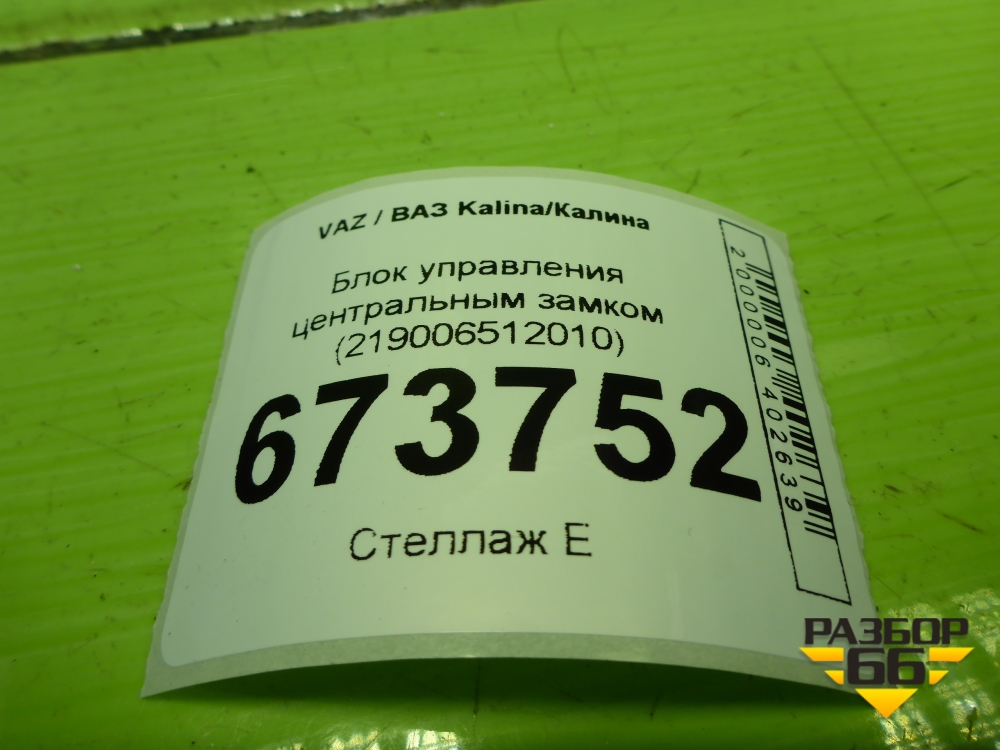 VAZ / ВАЗ Kalina/Калина
Блок управления
центральным замком
(219006512010)
673752
Стеллаж Е
2000006402639
РАЗБОР
66